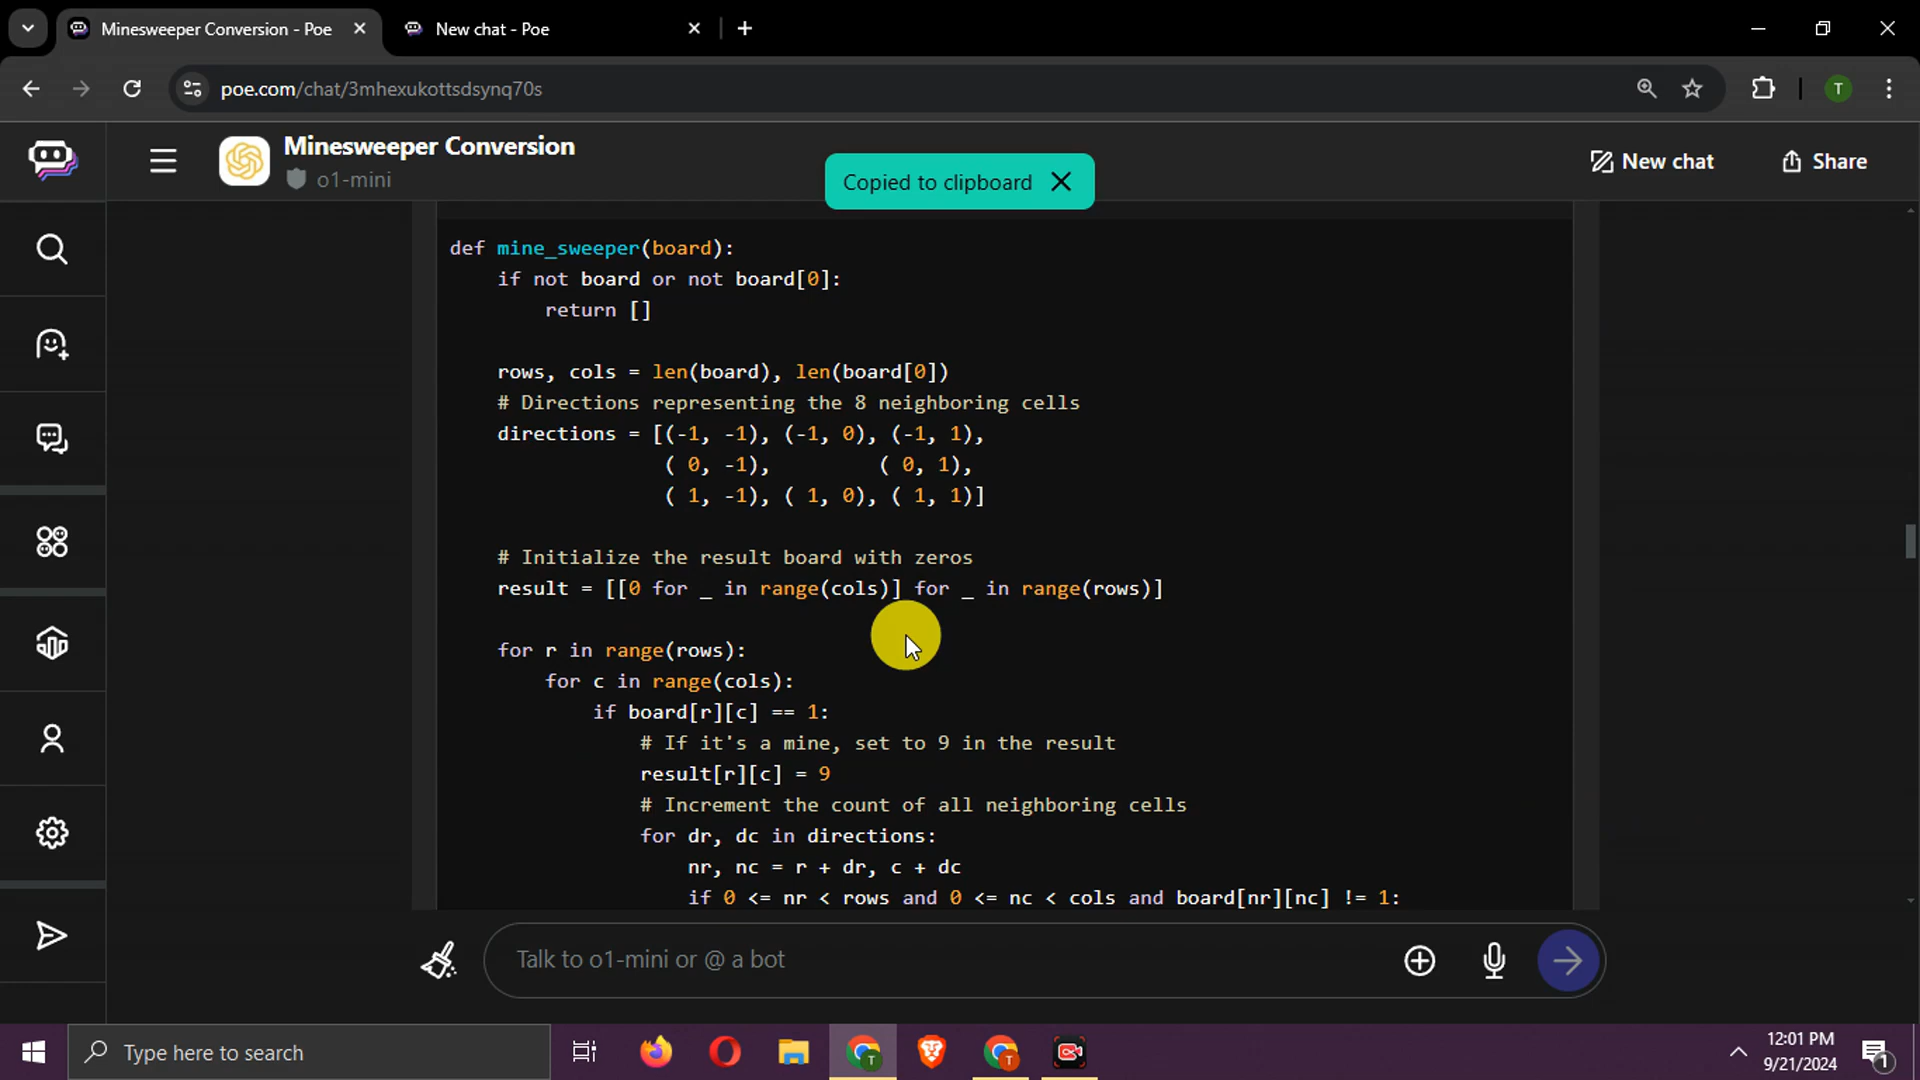 Minesweeper Conversion - Poe
New chat - Poe
poe.com/chat/3mhexukottsdsynq70s
T
Minesweeper Conversion
o1-mini
Copied to clipboard
New chat
Share
def mine_sweeper(board):
    if not board or not board[0]:
        return []
    rows, cols = len(board), len(board[0])
    # Directions representing the 8 neighboring cells
    directions = [(-1, -1), (-1, 0), (-1, 1),
                  ( 0, -1),         ( 0, 1),
                  ( 1, -1), ( 1, 0), ( 1, 1)]
    # Initialize the result board with zeros
    result = [[0 for _ in range(cols)] for _ in range(rows)]
    for r in range(rows):
        for c in range(cols):
            if board[r][c] == 1:
                # If it's a mine, set to 9 in the result
                result[r][c] = 9
                # Increment the count of all neighboring cells
                for dr, dc in directions:
                    nr, nc = r + dr, c + dc
                    if 0 <= nr < rows and 0 <= nc < cols and board[nr][nc] != 1:
Talk to o1-mini or @ a bot
Type here to search
T
T
12:01 PM
9/21/2024
1